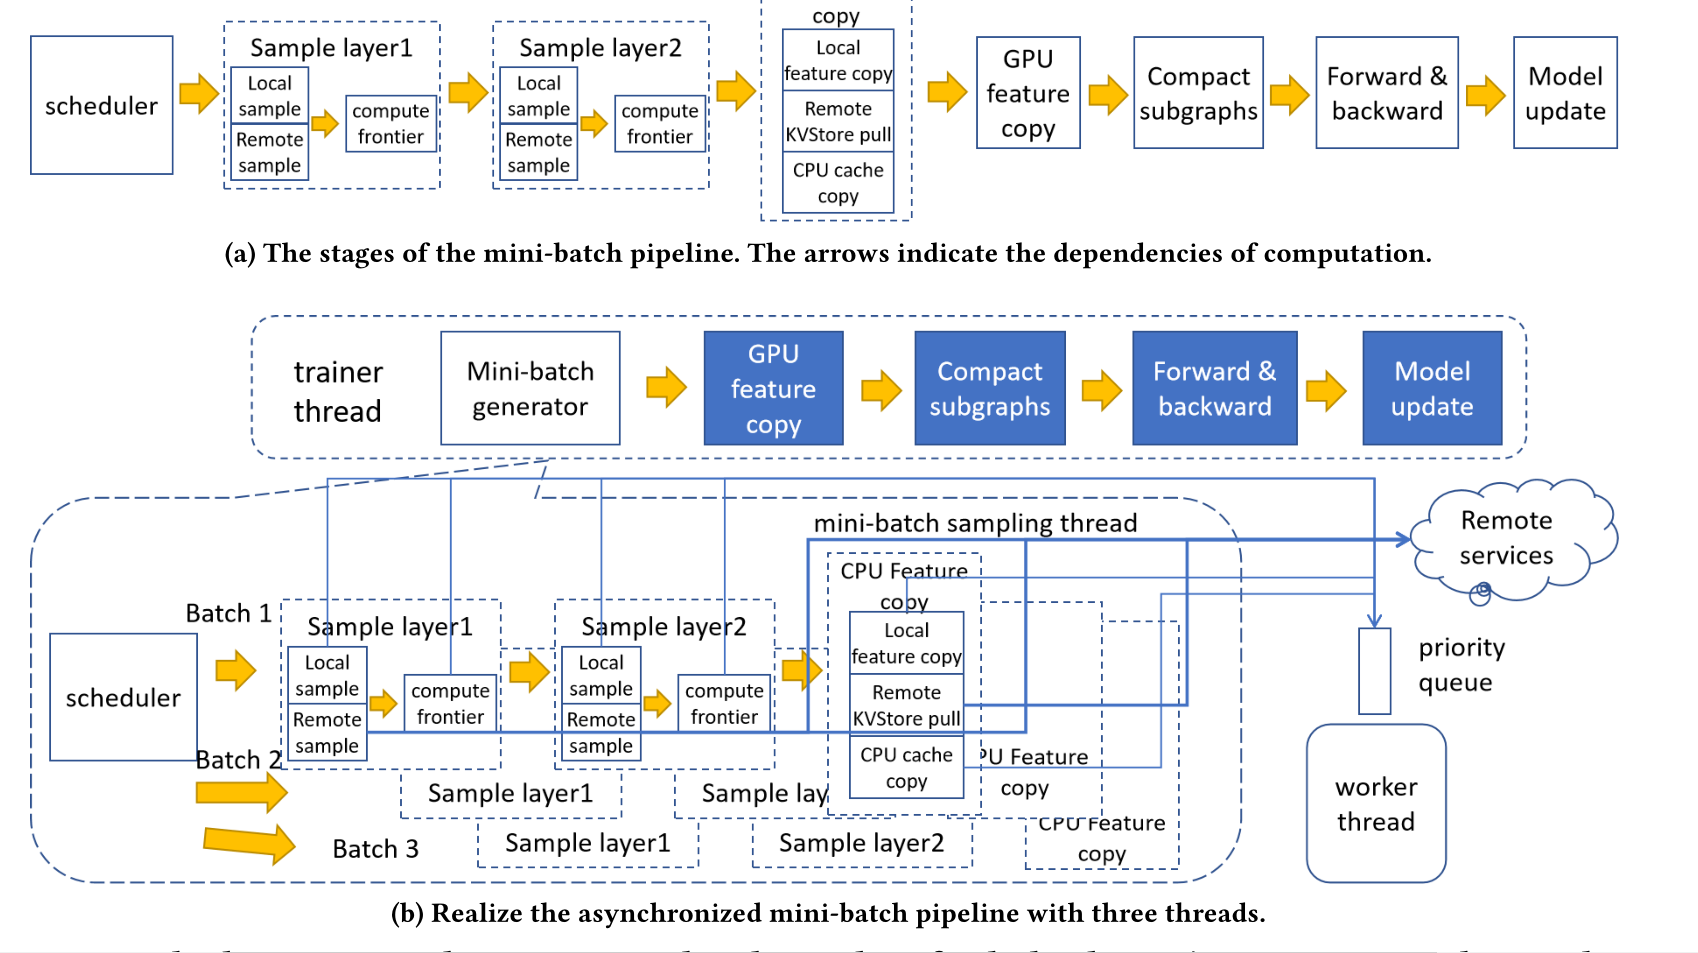 copy
scheduler
Sample layer1
Local
sample
Remote
sample
compute
frontier
Sample layer2
Local
sample
Remote
sample
compute
frontier
Local
feature copy
Remote
KVStore pull
CPU cache
copy
GPU
feature
copy
Compact
subgraphs
Forward &
backward
Model
update
(a) The stages of the mini-batch pipeline. The arrows indicate the dependencies of computation.
trainer
thread
Mini-batch
generator
GPU
feature
copy
Compact
subgraphs
Forward &
backward
Model
update
mini-batch sampling thread
Remote
services
scheduler
Batch 1
Sample layer1
Local
sample
Remote
sample
compute
frontier
Sample layer2
Local
sample
Remote
sample
compute
frontier
CPU Feature
copy
Local
feature copy
Remote
KVStore pull
CPU cache
copy
priority
queue
worker
thread
Batch 2
Sample layer1
Sample lay
PU Feature
copy
Batch 3
Sample layer1
Sample layer2
CPU Feature
copy
(b) Realize the asynchronized mini-batch pipeline with three threads.